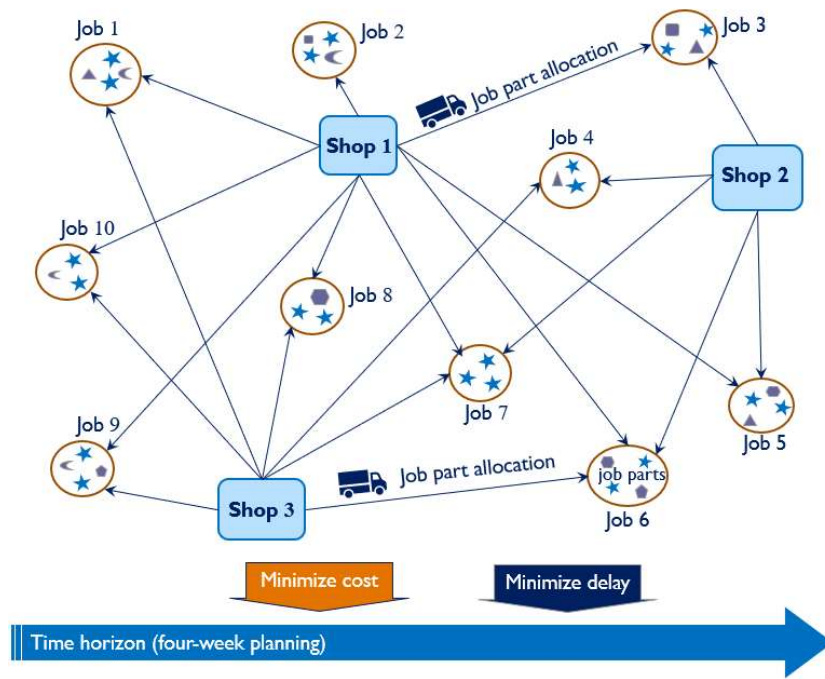 Job 1
Job 2
Job 3
Job part allocation
Shop 1
Job 4
Shop 2
Job 10
Job 8
Job 7
Job 5
Job 9
Job part allocation
job parts
Shop 3
Job 6
Minimize cost
Minimize delay
Time horizon (four-week planning)